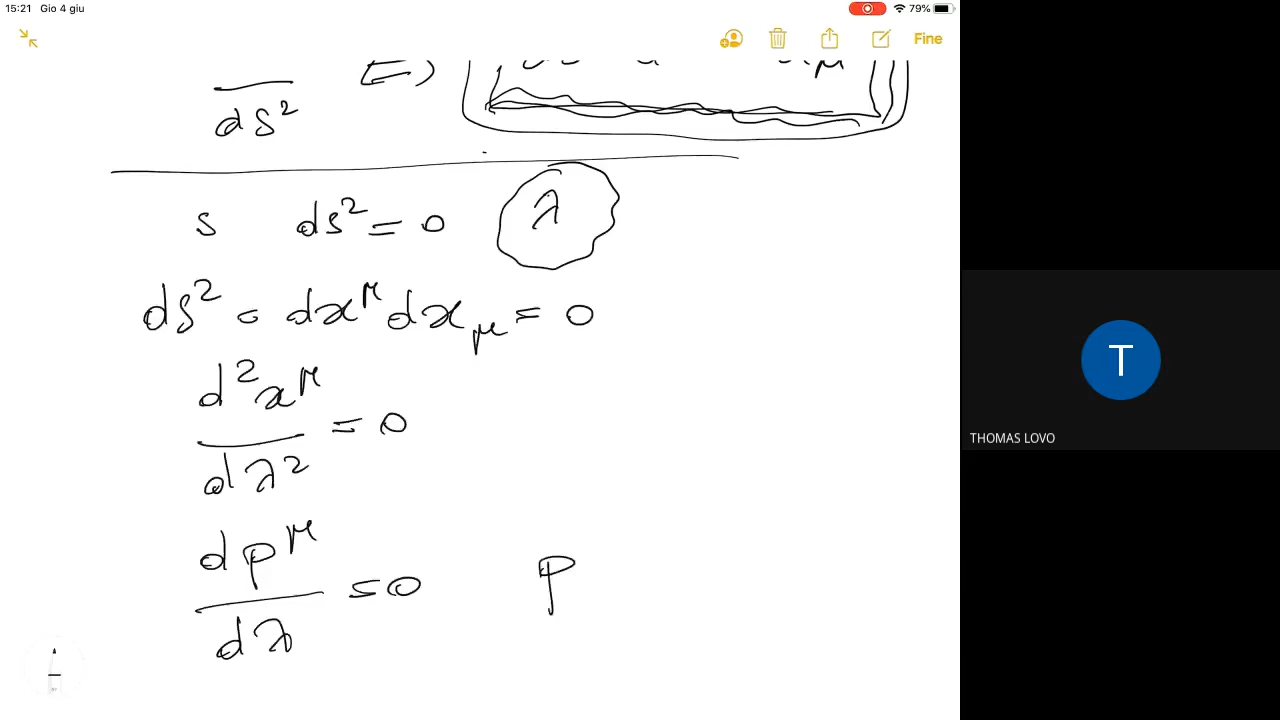 15:21 Gio 4 giu 79%
Fine
ds²
s ds² = 0 λ
ds² = dx^μ dx_μ = 0
d²x^μ
= 0
dλ²
dp^μ
= 0 p
dλ
T
THOMAS LOVO